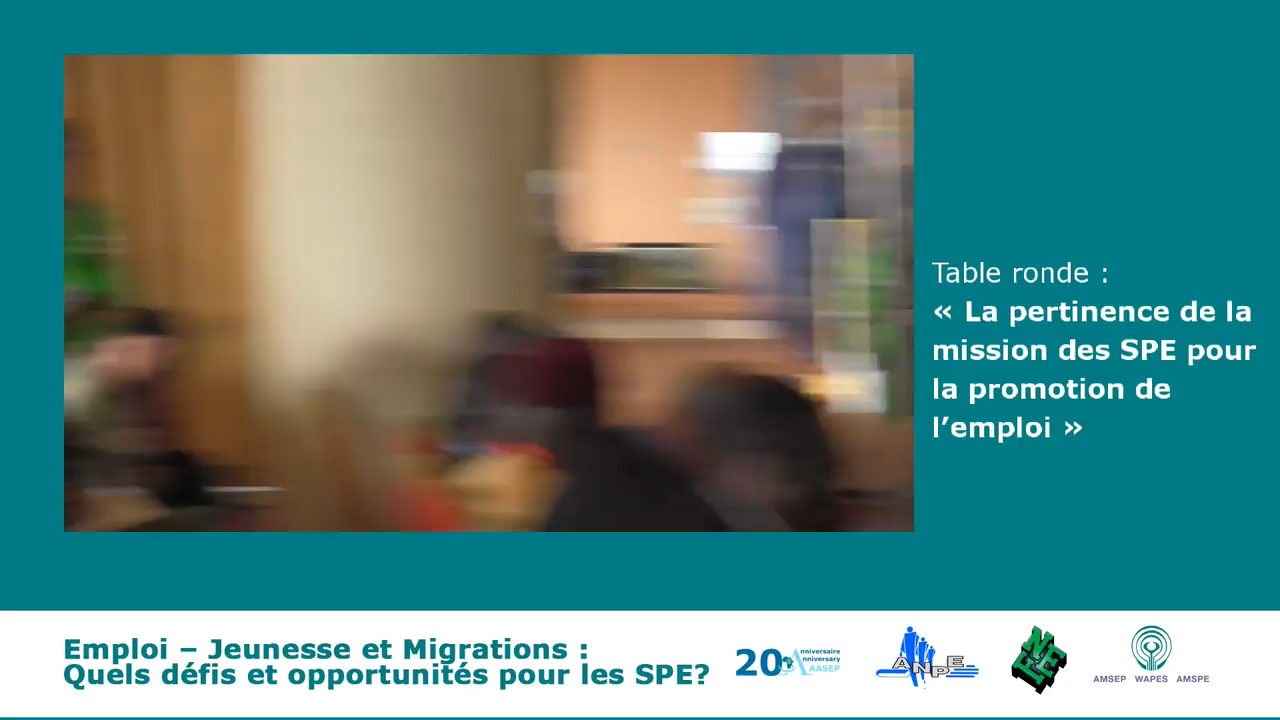 Table ronde :
« La pertinence de la
mission des SPE pour
la promotion de
l’emploi »
Emploi – Jeunesse et Migrations :
Quels défis et opportunités pour les SPE?
20
Anniversaire
Anniversary
AASEP
ANPE
AMSEP WAPES AMSPE